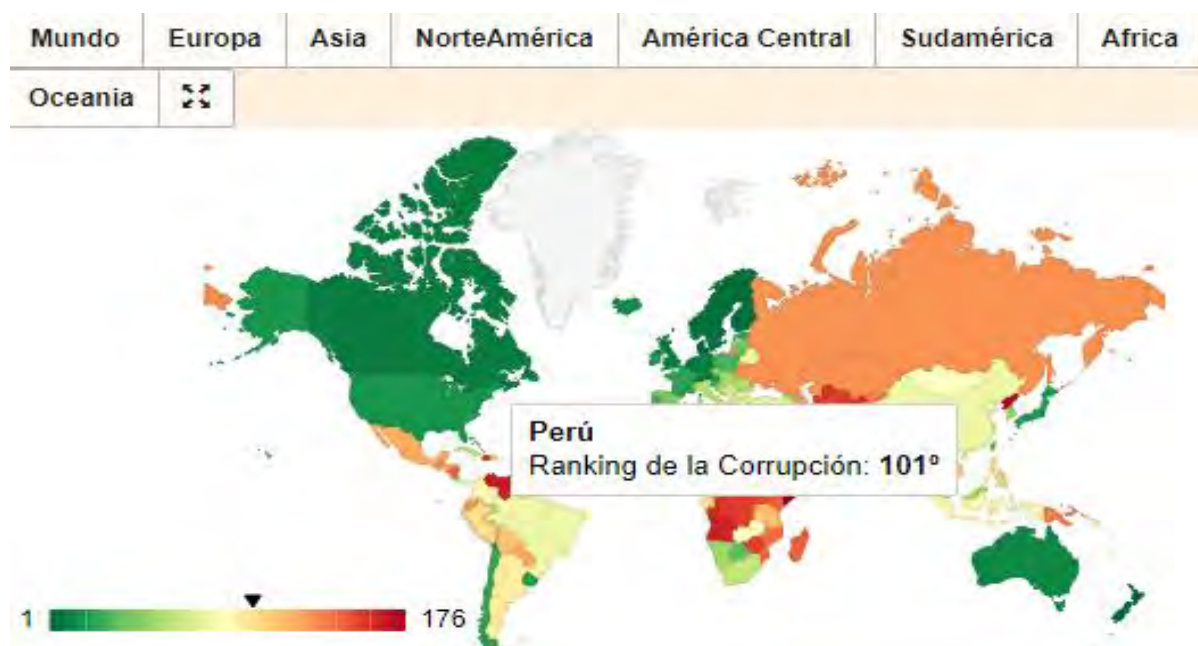 Mundo Europa Asia NorteAmérica América Central Sudamérica Africa
Oceania
Perú
Ranking de la Corrupción: 101º
1 176